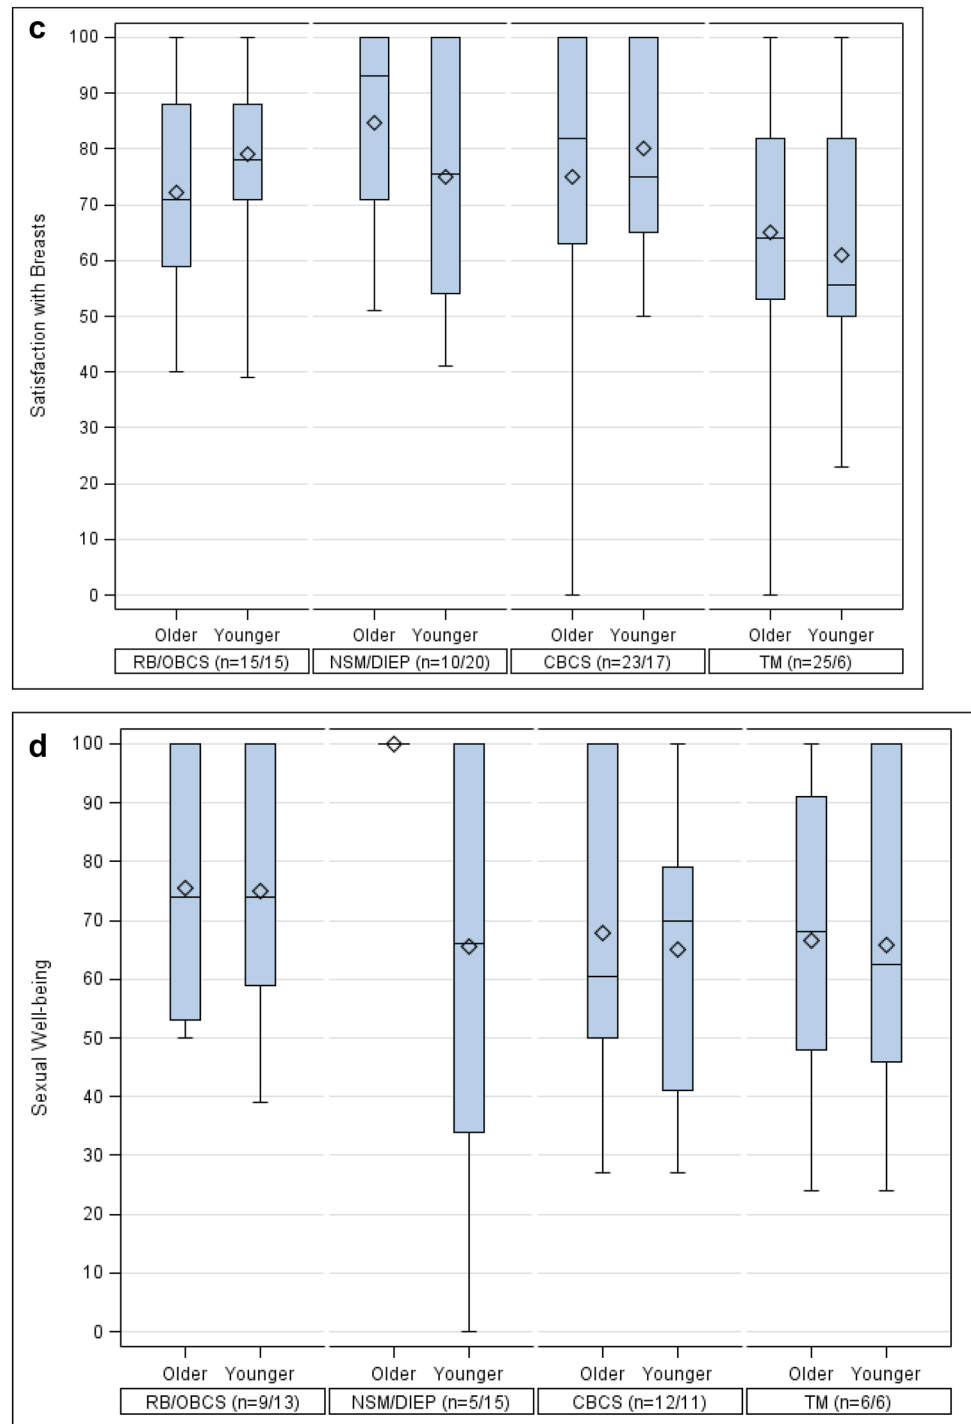 c
Satisfaction with Breasts
100
90
80
70
60
50
40
30
20
10
0
Older Younger Older Younger Older Younger Older Younger
RB/OBCS (n=15/15) NSM/DIEP (n=10/20) CBCS (n=23/17) TM (n=25/6)
d
Sexual Well-being
100
90
80
70
60
50
40
30
20
10
0
Older Younger Older Younger Older Younger Older Younger
RB/OBCS (n=9/13) NSM/DIEP (n=5/15) CBCS (n=12/11) TM (n=6/6)